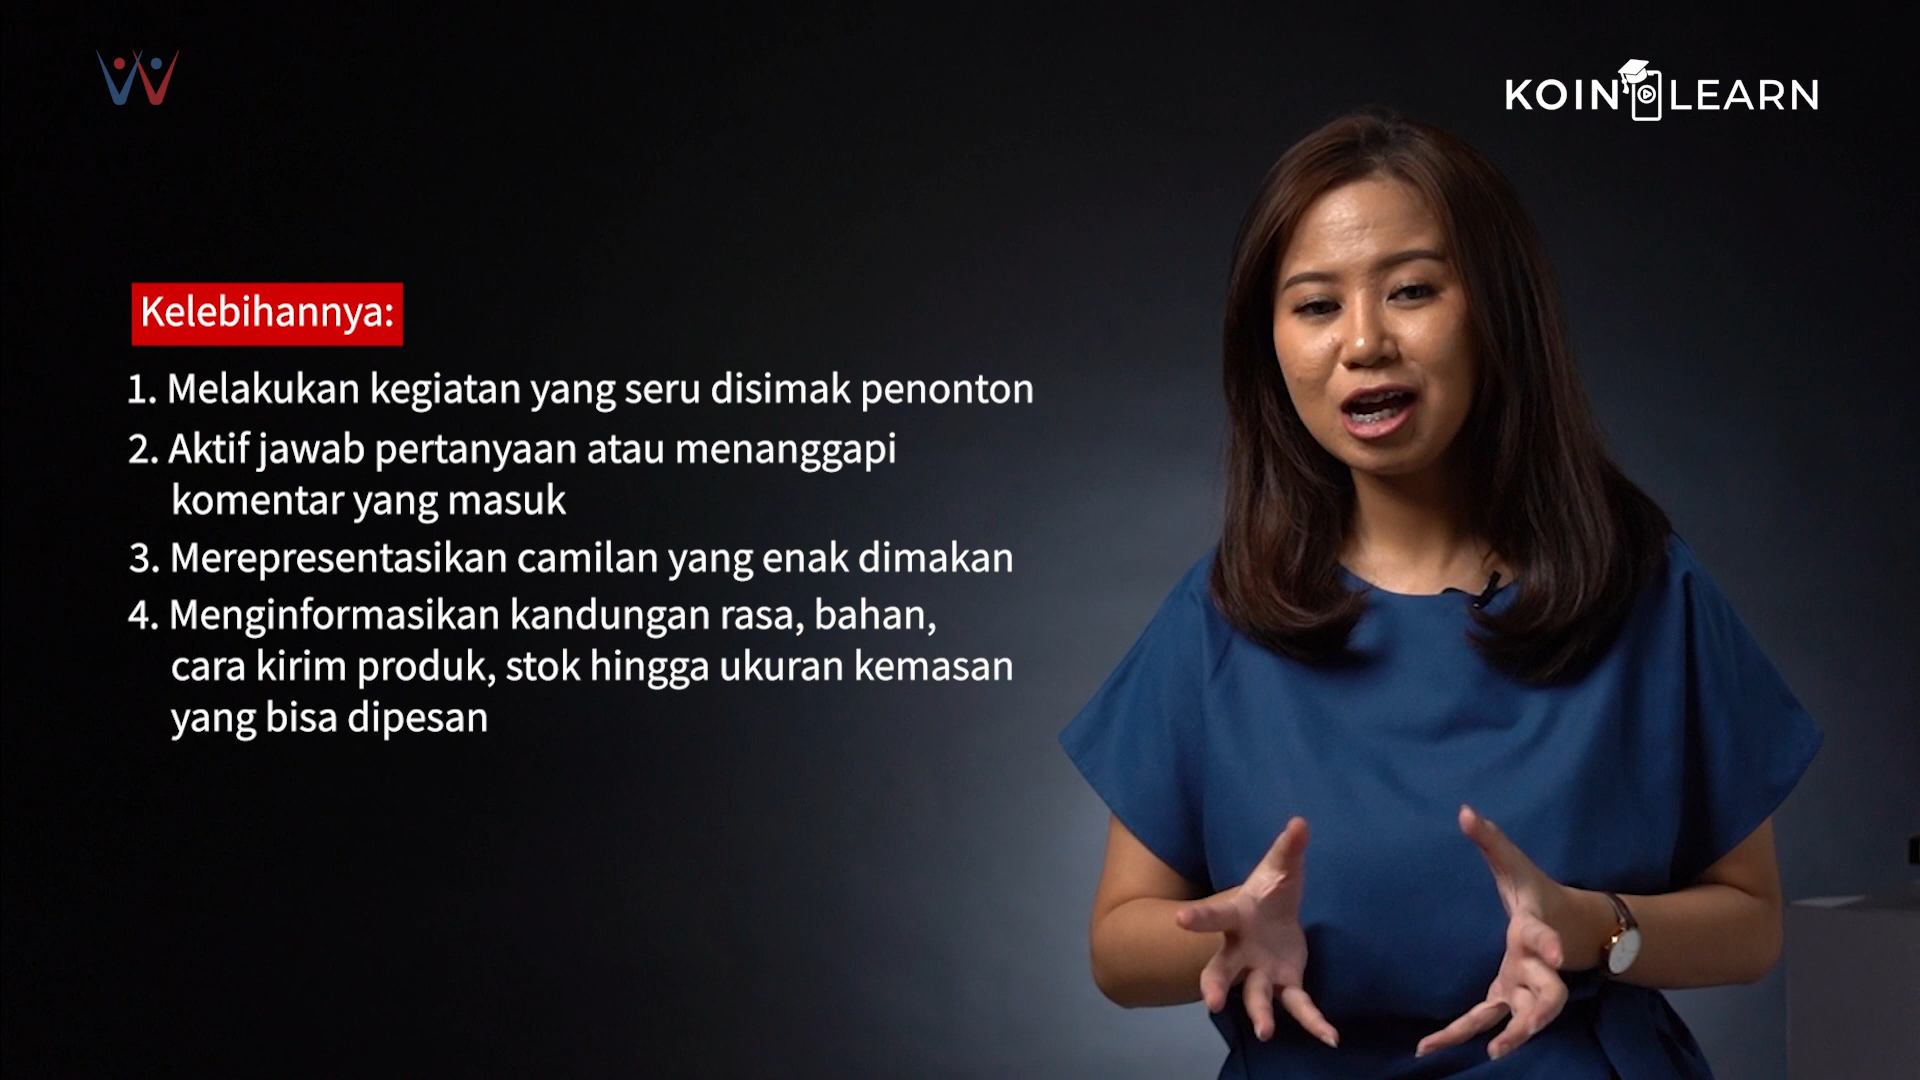 KOIN LEARN
Kelebihannya:
1. Melakukan kegiatan yang seru disimak penonton
2. Aktif jawab pertanyaan atau menanggapi
komentar yang masuk
3. Merepresentasikan camilan yang enak dimakan
4. Menginformasikan kandungan rasa, bahan,
cara kirim produk, stok hingga ukuran kemasan
yang bisa dipesan